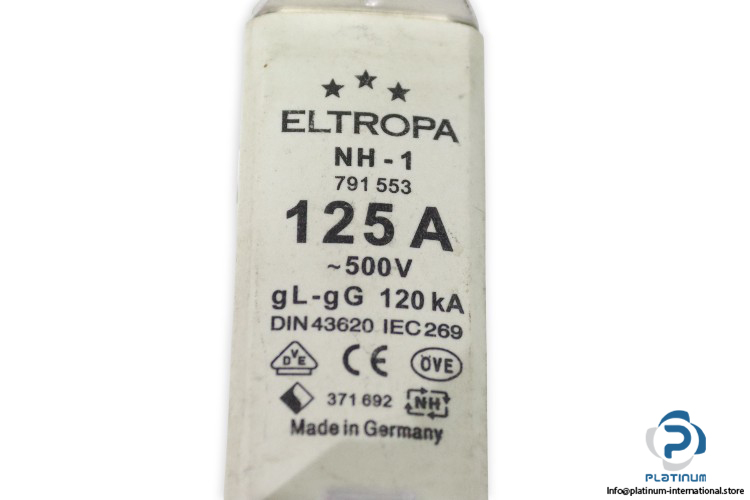 ELTROPA
NH-1
791 553
125 A
~500V
gL-gG 120 kA
DIN 43620 IEC 269
DVE CE ÖVE
371 692 NH
Made in Germany
PLATINUM
Info@platinum-international.store